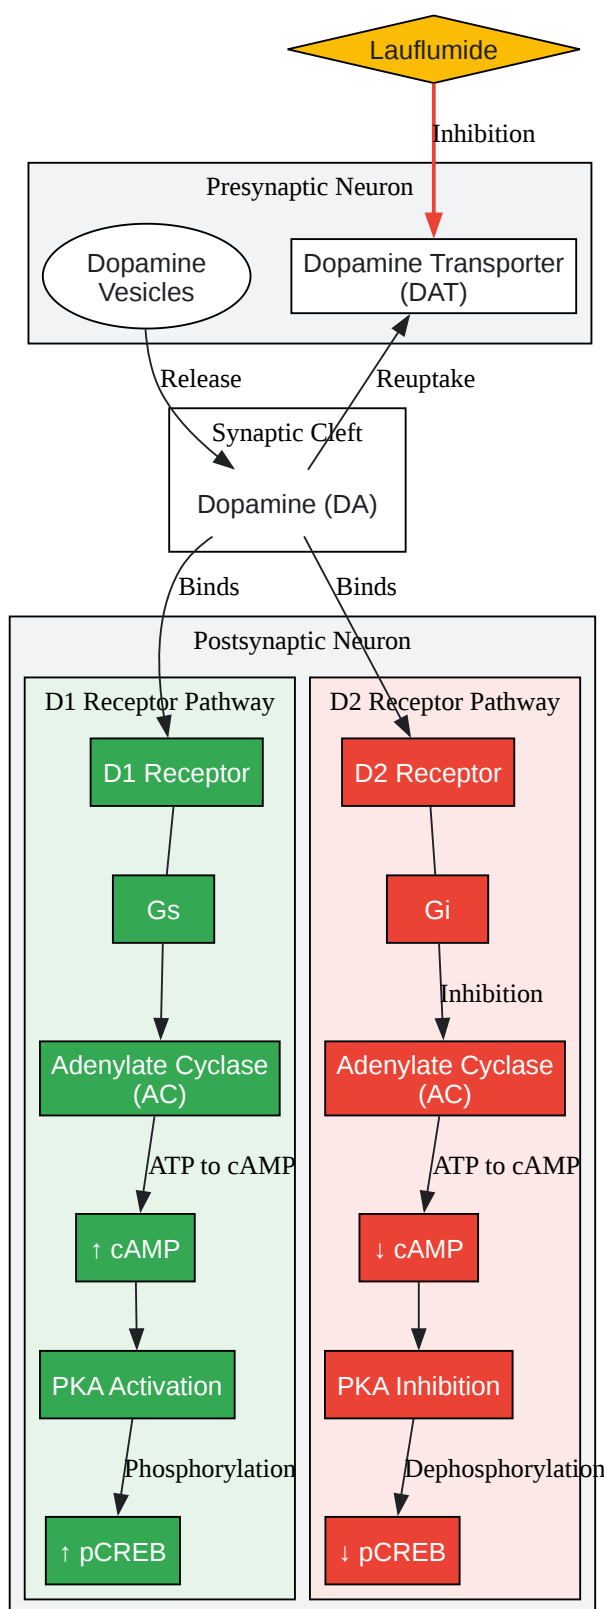 Lauflumide
Inhibition
Presynaptic Neuron
Dopamine
Vesicles
Dopamine Transporter
(DAT)
Release
Reuptake
Synaptic Cleft
Dopamine (DA)
Binds
Binds
Postsynaptic Neuron
D1 Receptor Pathway
D1 Receptor
Gs
Adenylate Cyclase
(AC)
ATP to cAMP
↑ cAMP
PKA Activation
Phosphorylation
↑ pCREB
D2 Receptor Pathway
D2 Receptor
Gi
Inhibition
Adenylate Cyclase
(AC)
ATP to cAMP
↓ cAMP
PKA Inhibition
Dephosphorylation
↓ pCREB